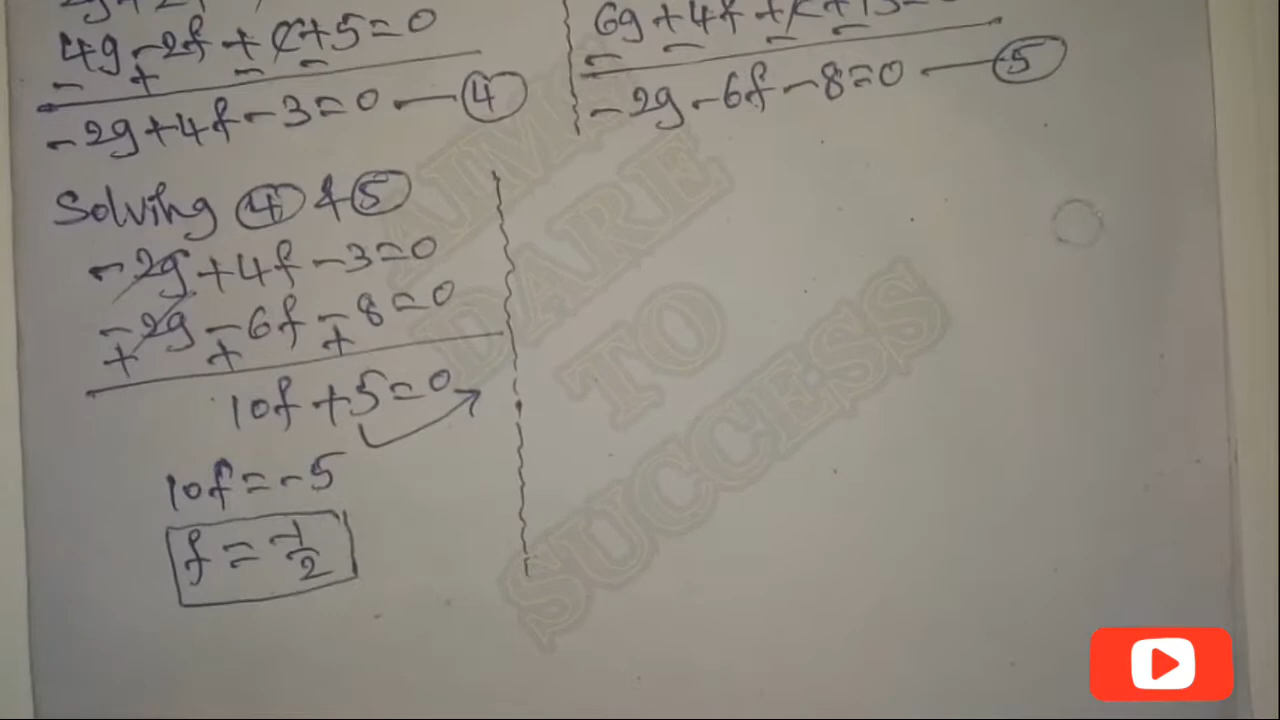 4g-2f+c+5=0
-  +  -  -
-2g+4f-3=0 — ④
6g+4f+c+13=
-  -  -  -
-2g-6f-8=0 — ⑤
Solving ④ & ⑤
-2g+4f-3=0
-2g-6f-8=0
+  +  +
10f+5=0
10f=-5
f=-1/2
AIM
DARE
TO
SUCCESS